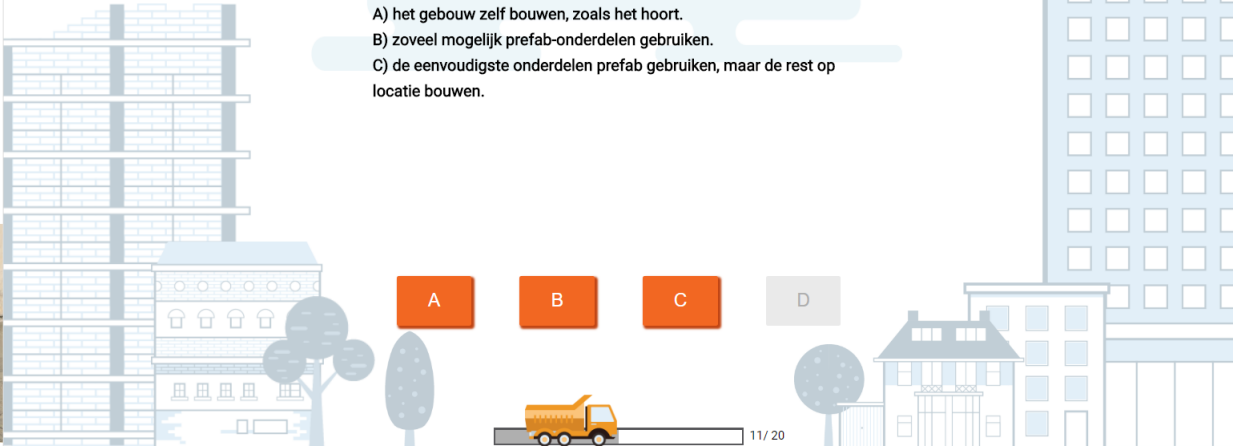 A) het gebouw zelf bouwen, zoals het hoort.
B) zoveel mogelijk prefab-onderdelen gebruiken.
C) de eenvoudigste onderdelen prefab gebruiken, maar de rest op
locatie bouwen.
A B C D
11/ 20